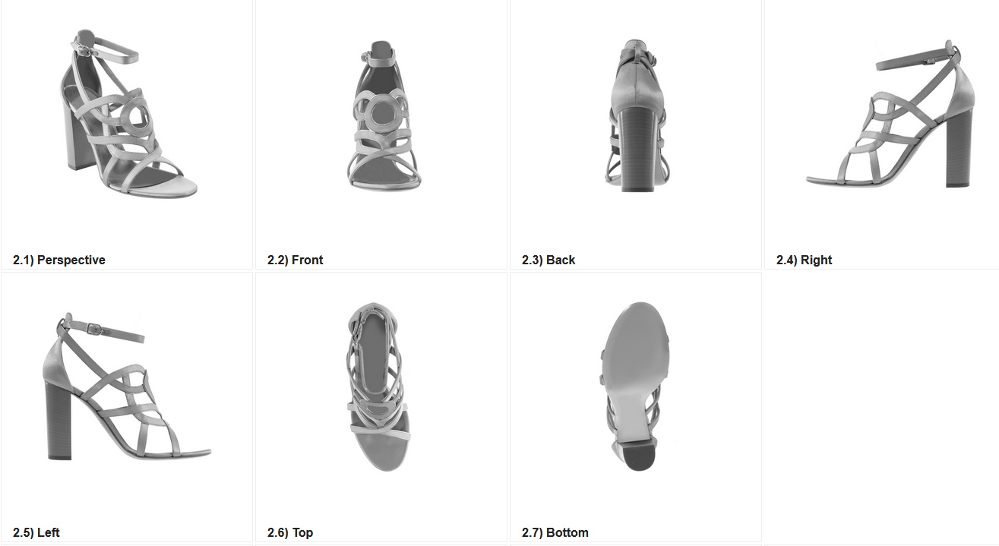 2.1) Perspective
2.2) Front
2.3) Back
2.4) Right
2.5) Left
2.6) Top
2.7) Bottom